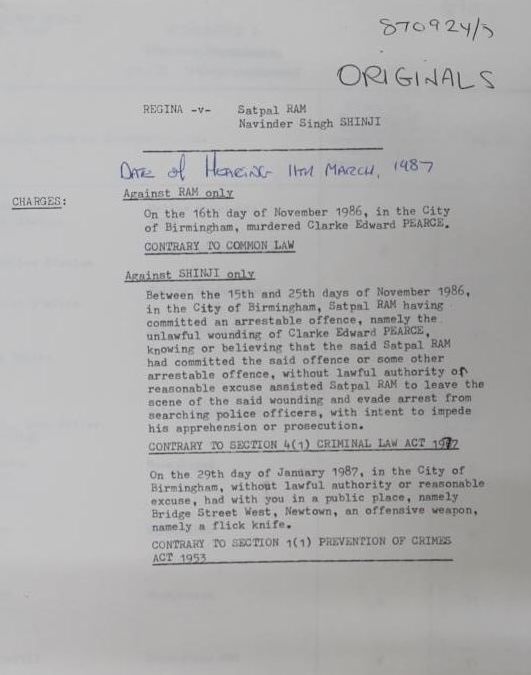 870924/5
ORIGINALS
REGINA -v- Satpal RAM
Navinder Singh SHINJI
DATE of HEARING 11TH MARCH, 1987
CHARGES:
Against RAM only
On the 16th day of November 1986, in the City
of Birmingham, murdered Clarke Edward PEARCE.
CONTRARY TO COMMON LAW
Against SHINJI only
Between the 15th and 25th days of November 1986,
in the City of Birmingham, Satpal RAM having
committed an arrestable offence, namely the
unlawful wounding of Clarke Edward PEARCE,
knowing or believing that the said Satpal RAM
had committed the said offence or some other
arrestable offence, without lawful authority or
reasonable excuse assisted Satpal RAM to leave the
scene of the said wounding and evade arrest from
searching police officers, with intent to impede
his apprehension or prosecution.
CONTRARY TO SECTION 4(1) CRIMINAL LAW ACT
On the 29th day of January 1987, in the City of
Birmingham, without lawful authority or reasonable
excuse, had with you in a public place, namely
Bridge Street West, Newtown, an offensive weapon,
namely a flick knife.
CONTRARY TO SECTION 1(1) PREVENTION OF CRIMES
ACT 1953